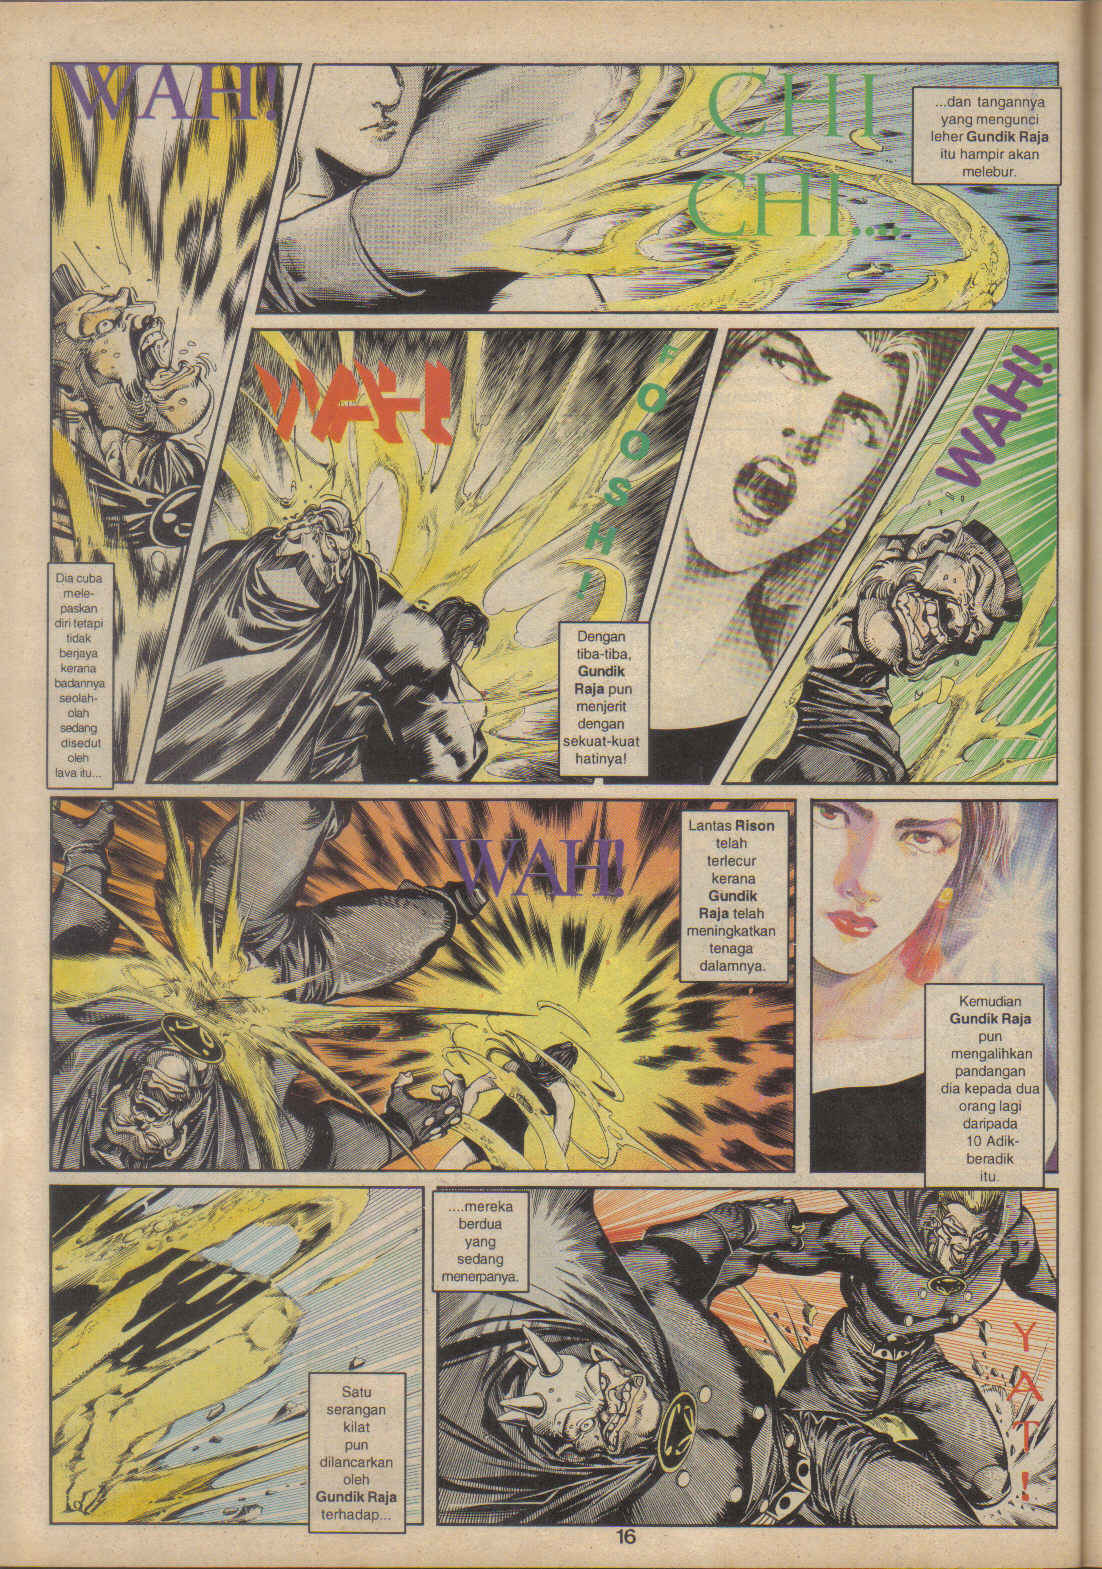 WAH!
Dia cuba
mele-
paskan
diri tetapi
tidak
berjaya
kerana
badannya
seolah-
olah
sedang
disedut
oleh
lava itu...
CHI
CHI...
...dan tangannya
yang mengunci
leher Gundik Raja
itu hampir akan
melebur.
WAH!
FOOSH!
Dengan
tiba-tiba,
Gundik
Raja pun
menjerit
dengan
sekuat-kuat
hatinya!
WAH!
WAH!
Lantas Rison
telah
terlecur
kerana
Gundik
Raja telah
meningkatkan
tenaga
dalamnya.
Kemudian
Gundik Raja
pun
mengalihkan
pandangan
dia kepada dua
orang lagi
daripada
10 Adik-
beradik
itu.
Satu
serangan
kilat
pun
dilancarkan
oleh
Gundik Raja
terhadap...
....mereka
berdua
yang
sedang
menerpanya.
YAT!
16